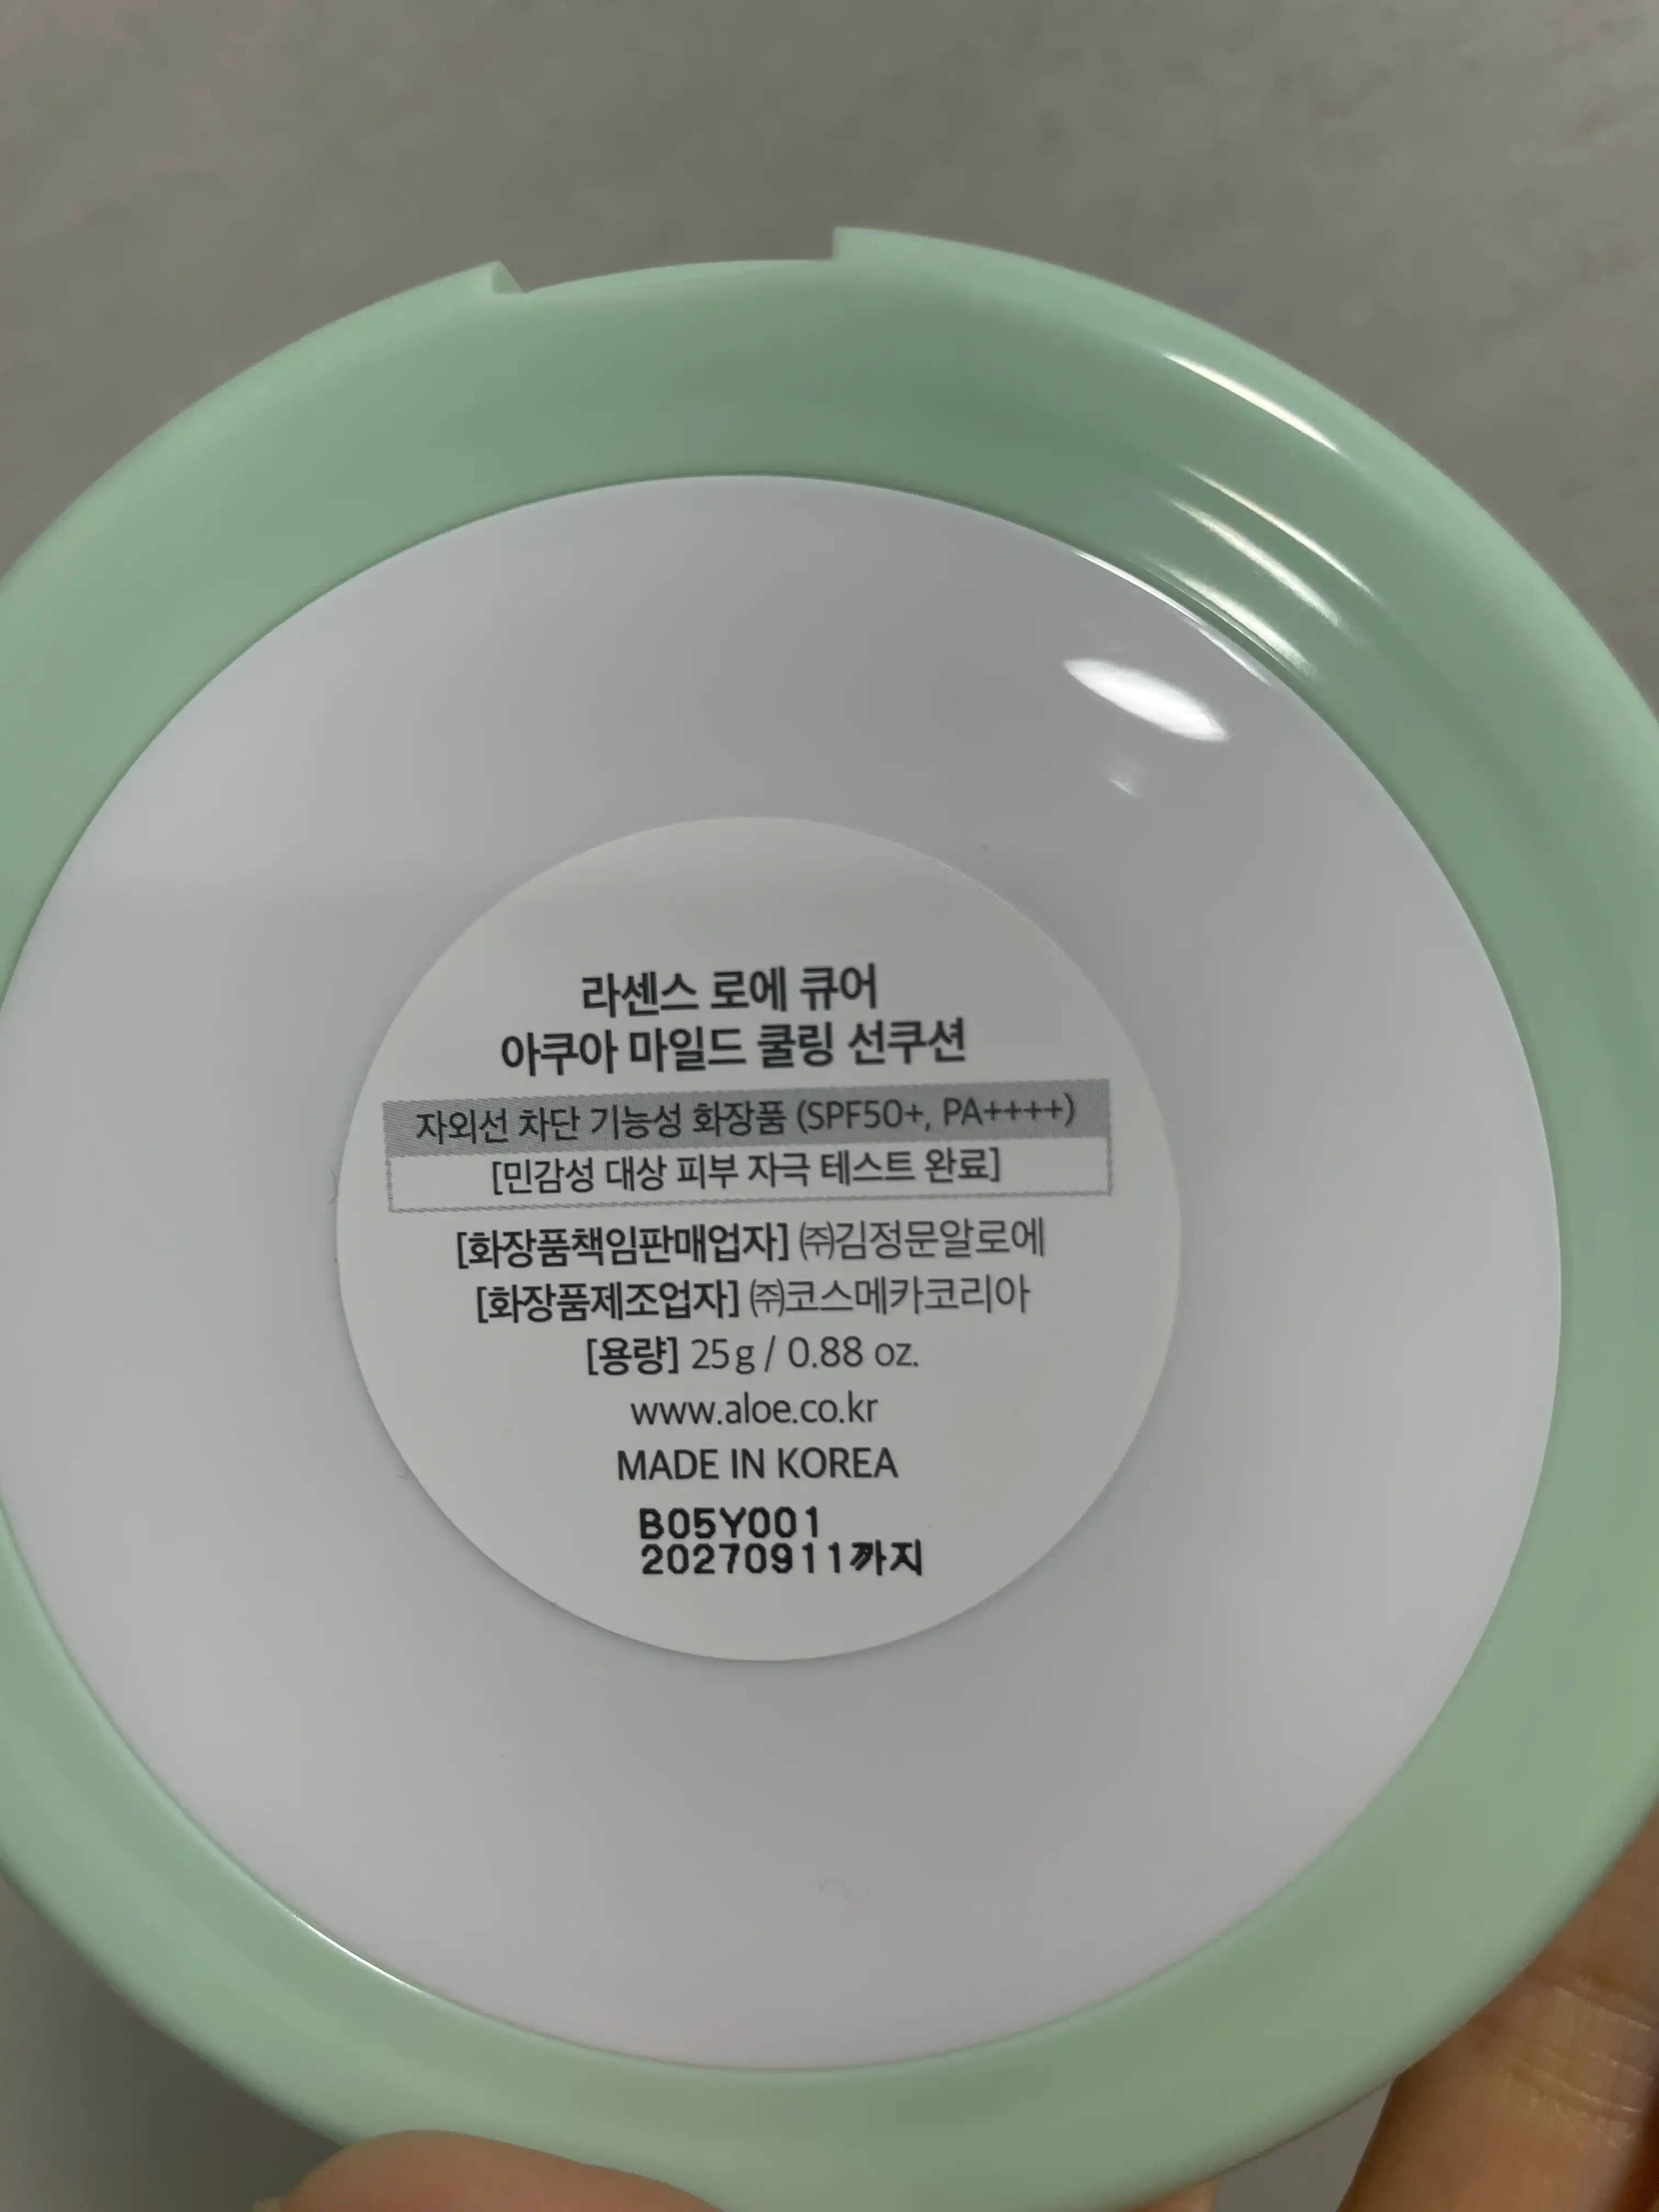 라센스 로에 큐어
아쿠아 마일드 쿨링 선쿠션
자외선 차단 기능성 화장품 (SPF50+, PA++++)
[민감성 대상 피부 자극 테스트 완료]
[화장품책임판매업자] ㈜김정문알로에
[화장품제조업자] ㈜코스메카코리아
[용량] 25g / 0.88 oz.
www.aloe.co.kr
MADE IN KOREA
B05Y001
20270911까지